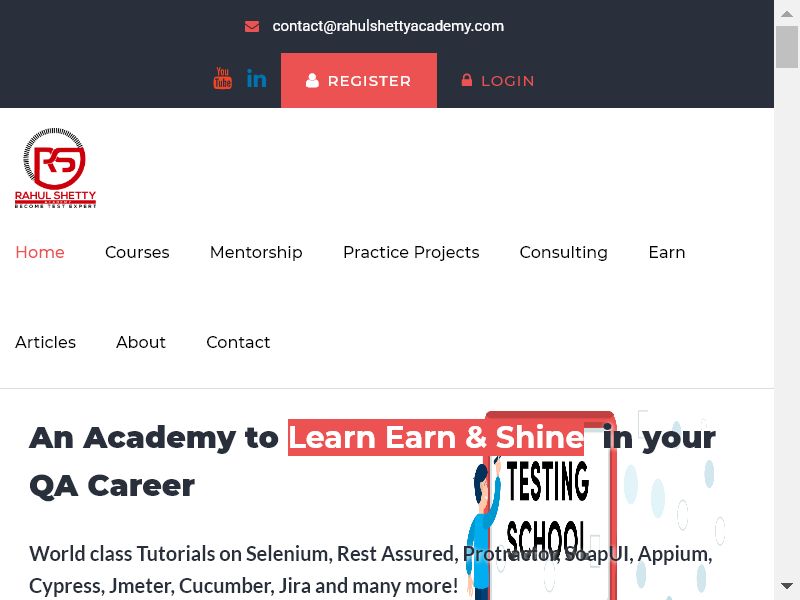 contact@rahulshettyacademy.com
You
Tube
in
REGISTER
LOGIN
RS
RAHUL SHETTY
ACADEMY
BECOME TEST EXPERT
Home Courses Mentorship Practice Projects Consulting Earn
Articles About Contact
An Academy to Learn Earn & Shine in your
QA Career
TESTING
SCHOOL
World class Tutorials on Selenium, Rest Assured, Protractor, SoapUI, Appium,
Cypress, Jmeter, Cucumber, Jira and many more!